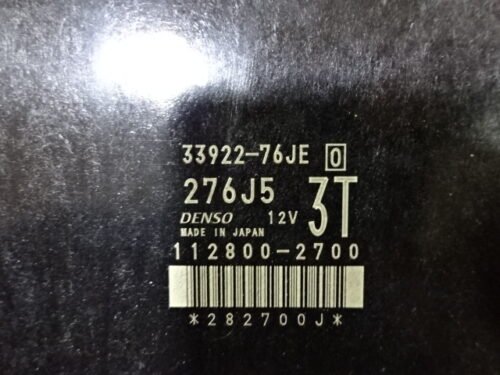 33922-76JE 0
276J5 3T
DENSO 12V
MADE IN JAPAN
112800-2700
*282700J*